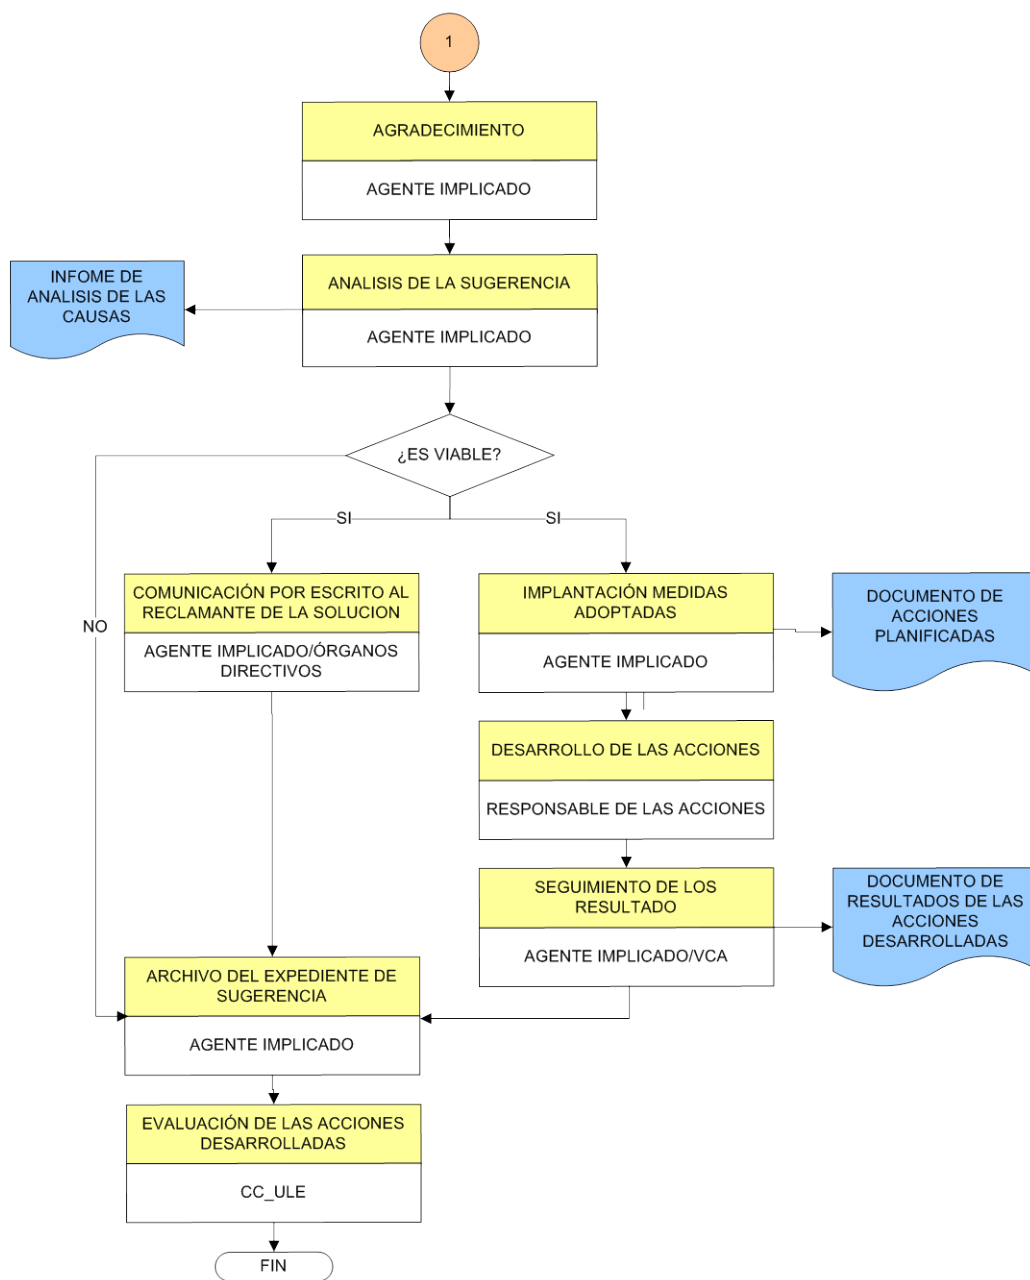 1
AGRADECIMIENTO
AGENTE IMPLICADO
INFOME DE
ANALISIS DE LAS
CAUSAS
ANALISIS DE LA SUGERENCIA
AGENTE IMPLICADO
¿ES VIABLE?
SI
SI
NO
COMUNICACIÓN POR ESCRITO AL
RECLAMANTE DE LA SOLUCION
AGENTE IMPLICADO/ÓRGANOS
DIRECTIVOS
IMPLANTACIÓN MEDIDAS
ADOPTADAS
AGENTE IMPLICADO
DOCUMENTO DE
ACCIONES
PLANIFICADAS
DESARROLLO DE LAS ACCIONES
RESPONSABLE DE LAS ACCIONES
SEGUIMIENTO DE LOS
RESULTADO
AGENTE IMPLICADO/VCA
DOCUMENTO DE
RESULTADOS DE LAS
ACCIONES
DESARROLLADAS
ARCHIVO DEL EXPEDIENTE DE
SUGERENCIA
AGENTE IMPLICADO
EVALUACIÓN DE LAS ACCIONES
DESARROLLADAS
CC_ULE
FIN